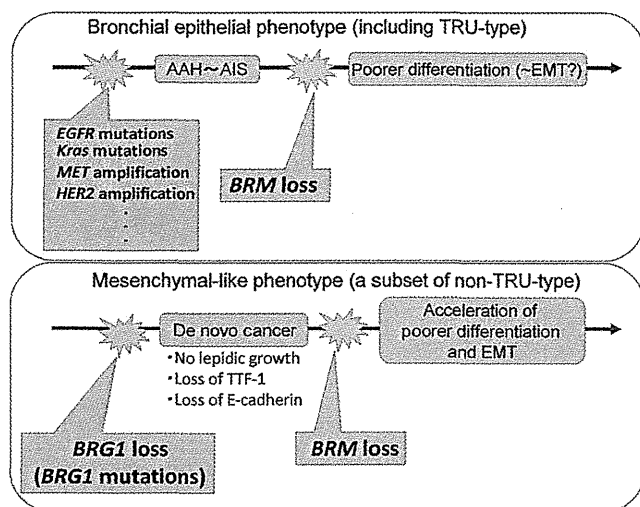 Bronchial epithelial phenotype (including TRU-type)
AAH～AIS
Poorer differentiation (~EMT?)
EGFR mutations
Kras mutations
MET amplification
HER2 amplification
·
·
·
BRM loss
Mesenchymal-like phenotype (a subset of non-TRU-type)
De novo cancer
Acceleration of
poorer differentiation
and EMT
•No lepidic growth
•Loss of TTF-1
•Loss of E-cadherin
BRG1 loss
(BRG1 mutations)
BRM loss